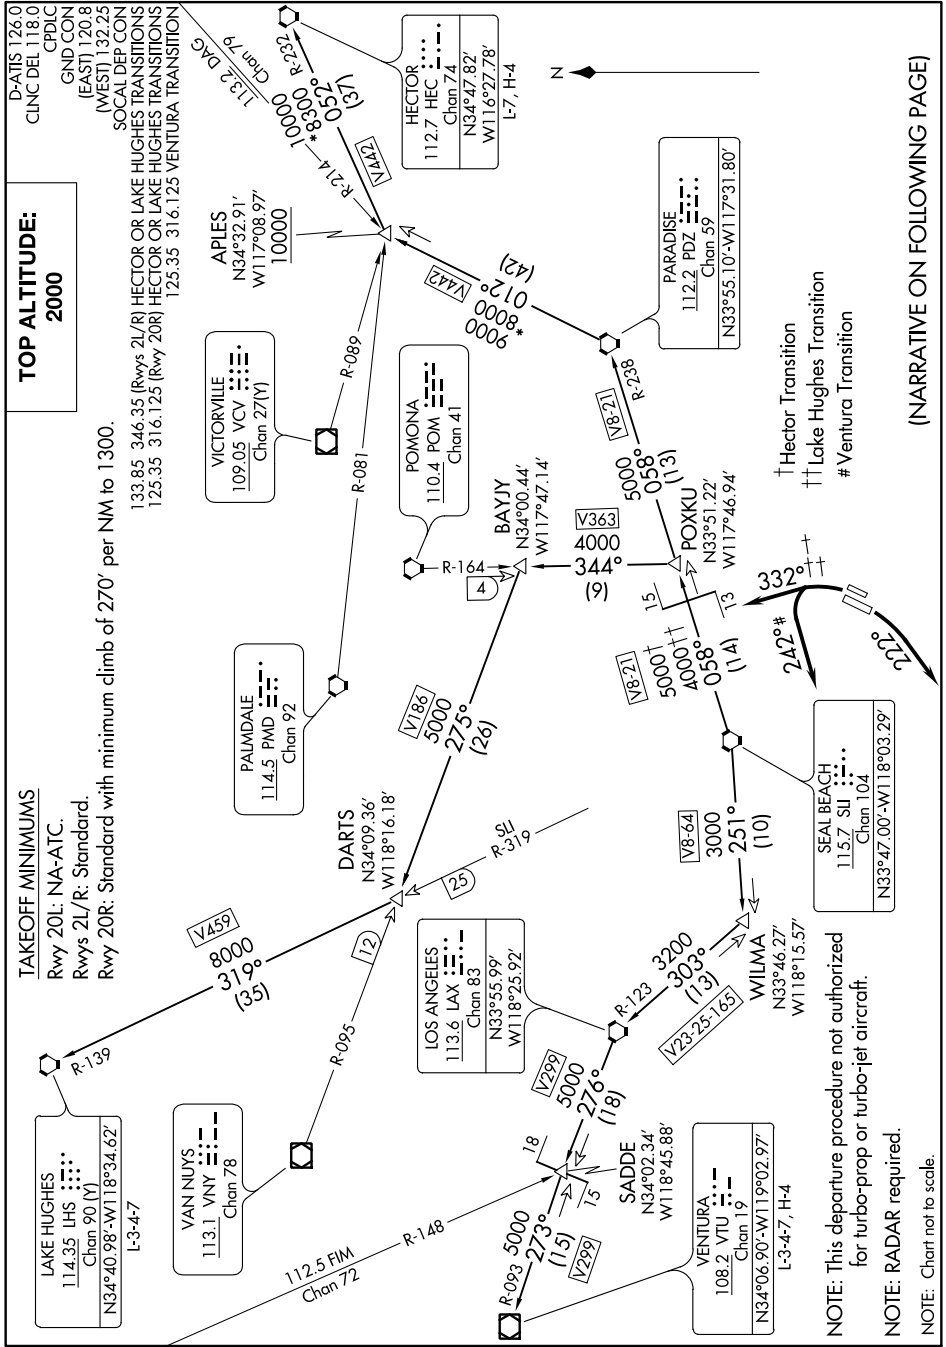 TAKEOFF MINIMUMS
Rwy 20L: NA-ATC.
Rwys 2L/R: Standard.
Rwy 20R: Standard with minimum climb of 270' per NM to 1300.
TOP ALTITUDE:
2000
D-ATIS 126.0
CLNC DEL 118.0
CPDLC
GND CON
(EAST) 120.8
(WEST) 132.25
SOCAL DEP CON
133.85 346.35 (Rwys 2L/R) HECTOR OR LAKE HUGHES TRANSITIONS
125.35 316.125 (Rwy 20R) HECTOR OR LAKE HUGHES TRANSITIONS
125.35 316.125 VENTURA TRANSITION
LAKE HUGHES
114.35 LHS
Chan 90 (Y)
N34°40.98'-W118°34.62'
L-3-4-7
R-139
V459
8000
319°
(35)
VAN NUYS
113.1 VNY
Chan 78
R-095
12
DARTS
N34°09.36'
W118°16.18'
25
SLI
R-319
PALMDALE
114.5 PMD
Chan 92
R-081
VICTORVILLE
109.05 VCV
Chan 27(Y)
R-089
APLES
N34°32.91'
W117°08.97'
10000
113.2 DAG
Chan 79
R-214
10000
*8300
052°
(37)
R-232
V442
HECTOR
112.7 HEC
Chan 74
N34°47.82'
W116°27.78'
L-7, H-4
N
V442
9000
*8000
012°
(42)
POMONA
110.4 POM
Chan 41
R-164
4
BAYJY
N34°00.44'
W117°47.14'
V186
5000
275°
(26)
V363
4000
344°
(9)
POXKU
N33°51.22'
W117°46.94'
V8-21
5000
058°
(13)
R-238
PARADISE
112.2 PDZ
Chan 59
N33°55.10'-W117°31.80'
V8-21
5000†
4000††
058°
(14)
15
13
332°
††
242°#
222°
SEAL BEACH
115.7 SLI
Chan 104
N33°47.00'-W118°03.29'
V8-64
3000
251°
(10)
WILMA
N33°46.27'
W118°15.57'
3200
303°
(13)
R-123
V23-25-165
LOS ANGELES
113.6 LAX
Chan 83
N33°55.99'
W118°25.92'
V299
5000
276°
(18)
18
15
SADDE
N34°02.34'
W118°45.88'
112.5 FIM
Chan 72
R-148
R-093
5000
273°
(15)
V299
VENTURA
108.2 VTU
Chan 19
N34°06.90'-W119°02.97'
L-3-4-7, H-4
† Hector Transition
†† Lake Hughes Transition
# Ventura Transition
NOTE: This departure procedure not authorized
for turbo-prop or turbo-jet aircraft.
NOTE: RADAR required.
NOTE: Chart not to scale.
(NARRATIVE ON FOLLOWING PAGE)